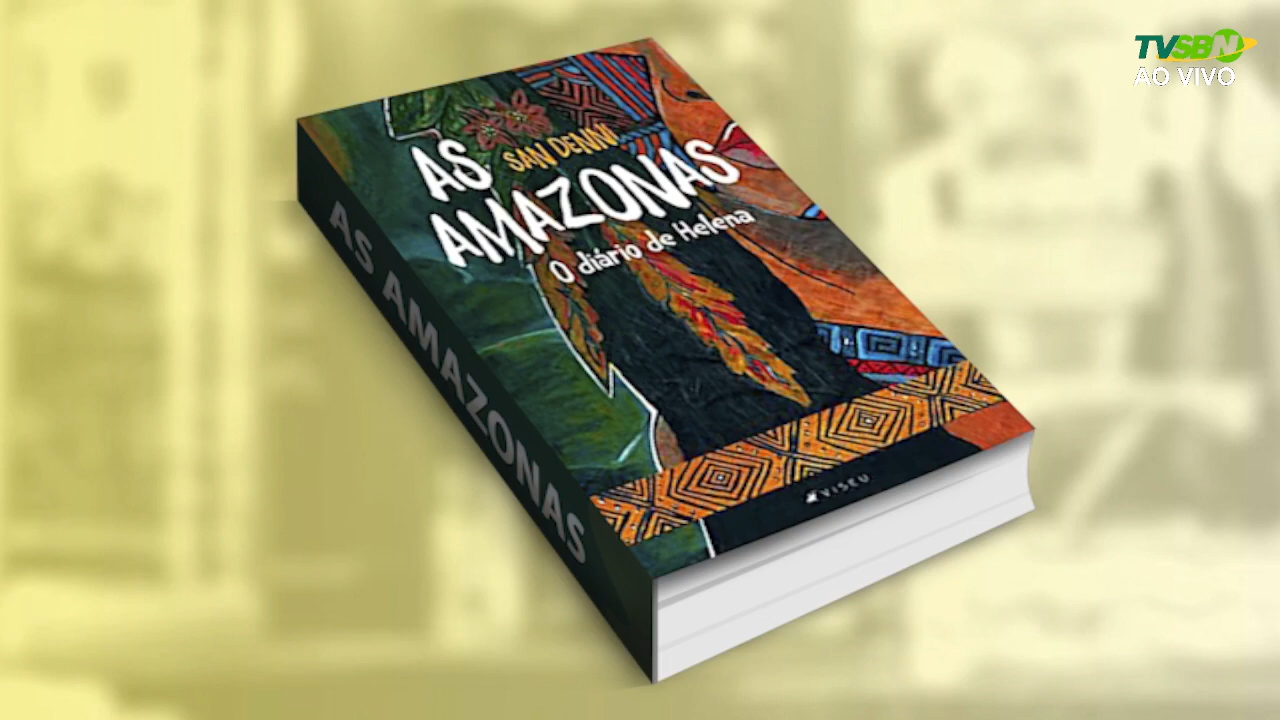 TVSBN
AO VIVO
SAN DENNI
AS
AMAZONAS
O diário de Helena
AS AMAZONAS
VISEU